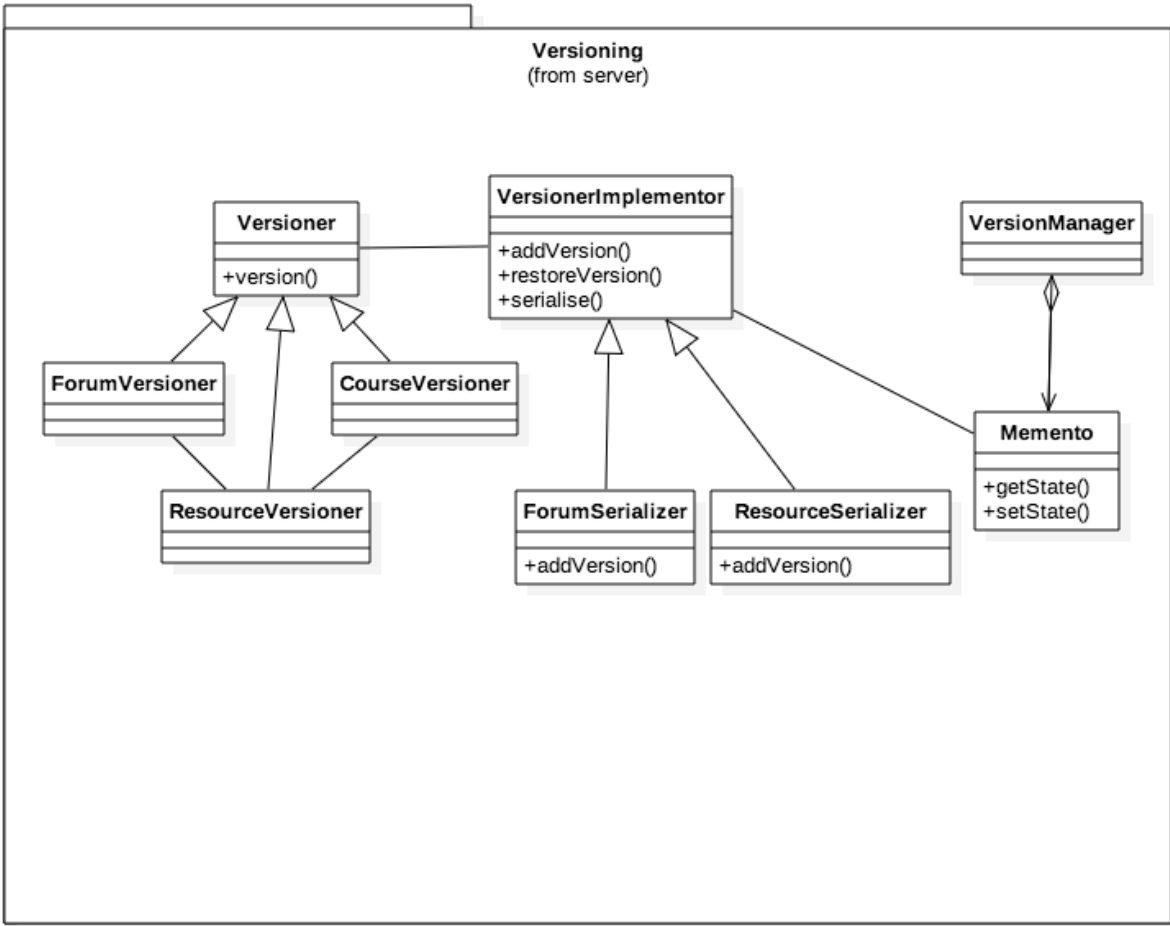 Versioning
(from server)
Versioner
+version()
VersionerImplementor
+addVersion()
+restoreVersion()
+serialise()
VersionManager
ForumVersioner
CourseVersioner
ResourceVersioner
ForumSerializer
+addVersion()
ResourceSerializer
+addVersion()
Memento
+getState()
+setState()